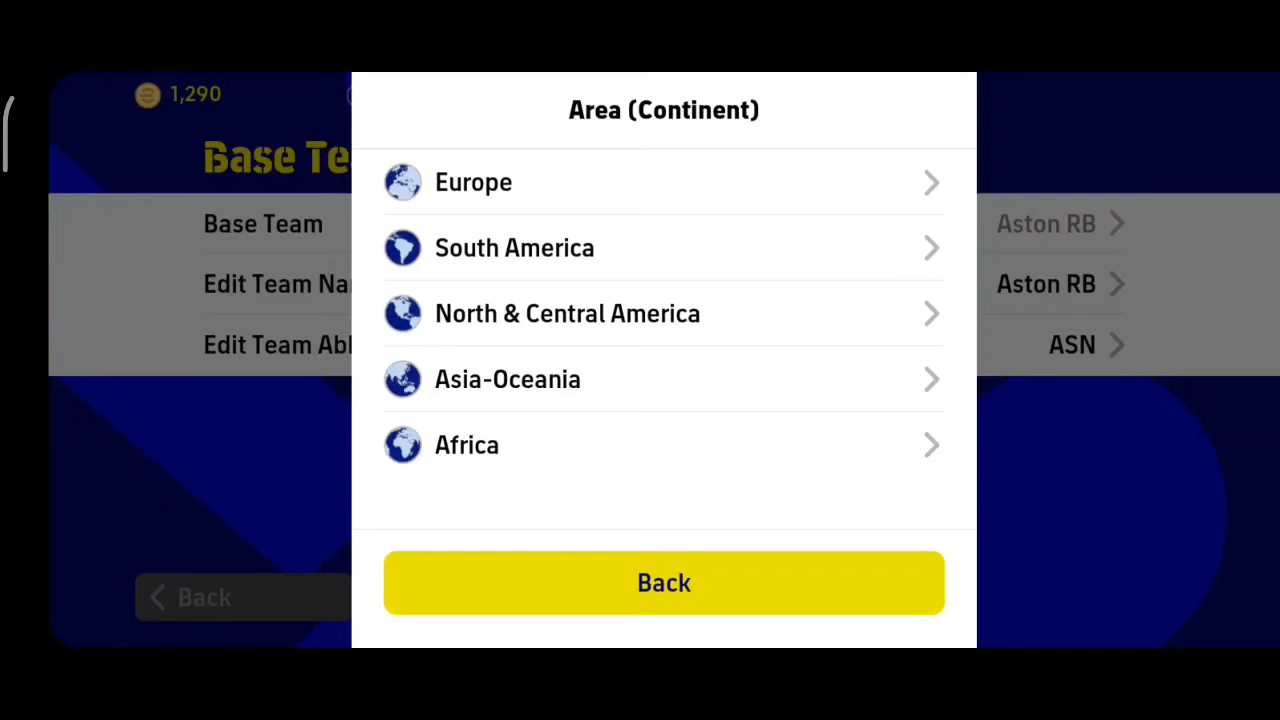 1,290
Area (Continent)
Base Te
Europe
Base Team
Aston RB
South America
Edit Team Na
Aston RB
North & Central America
Edit Team Ab
ASN
Asia-Oceania
Africa
Back
Back